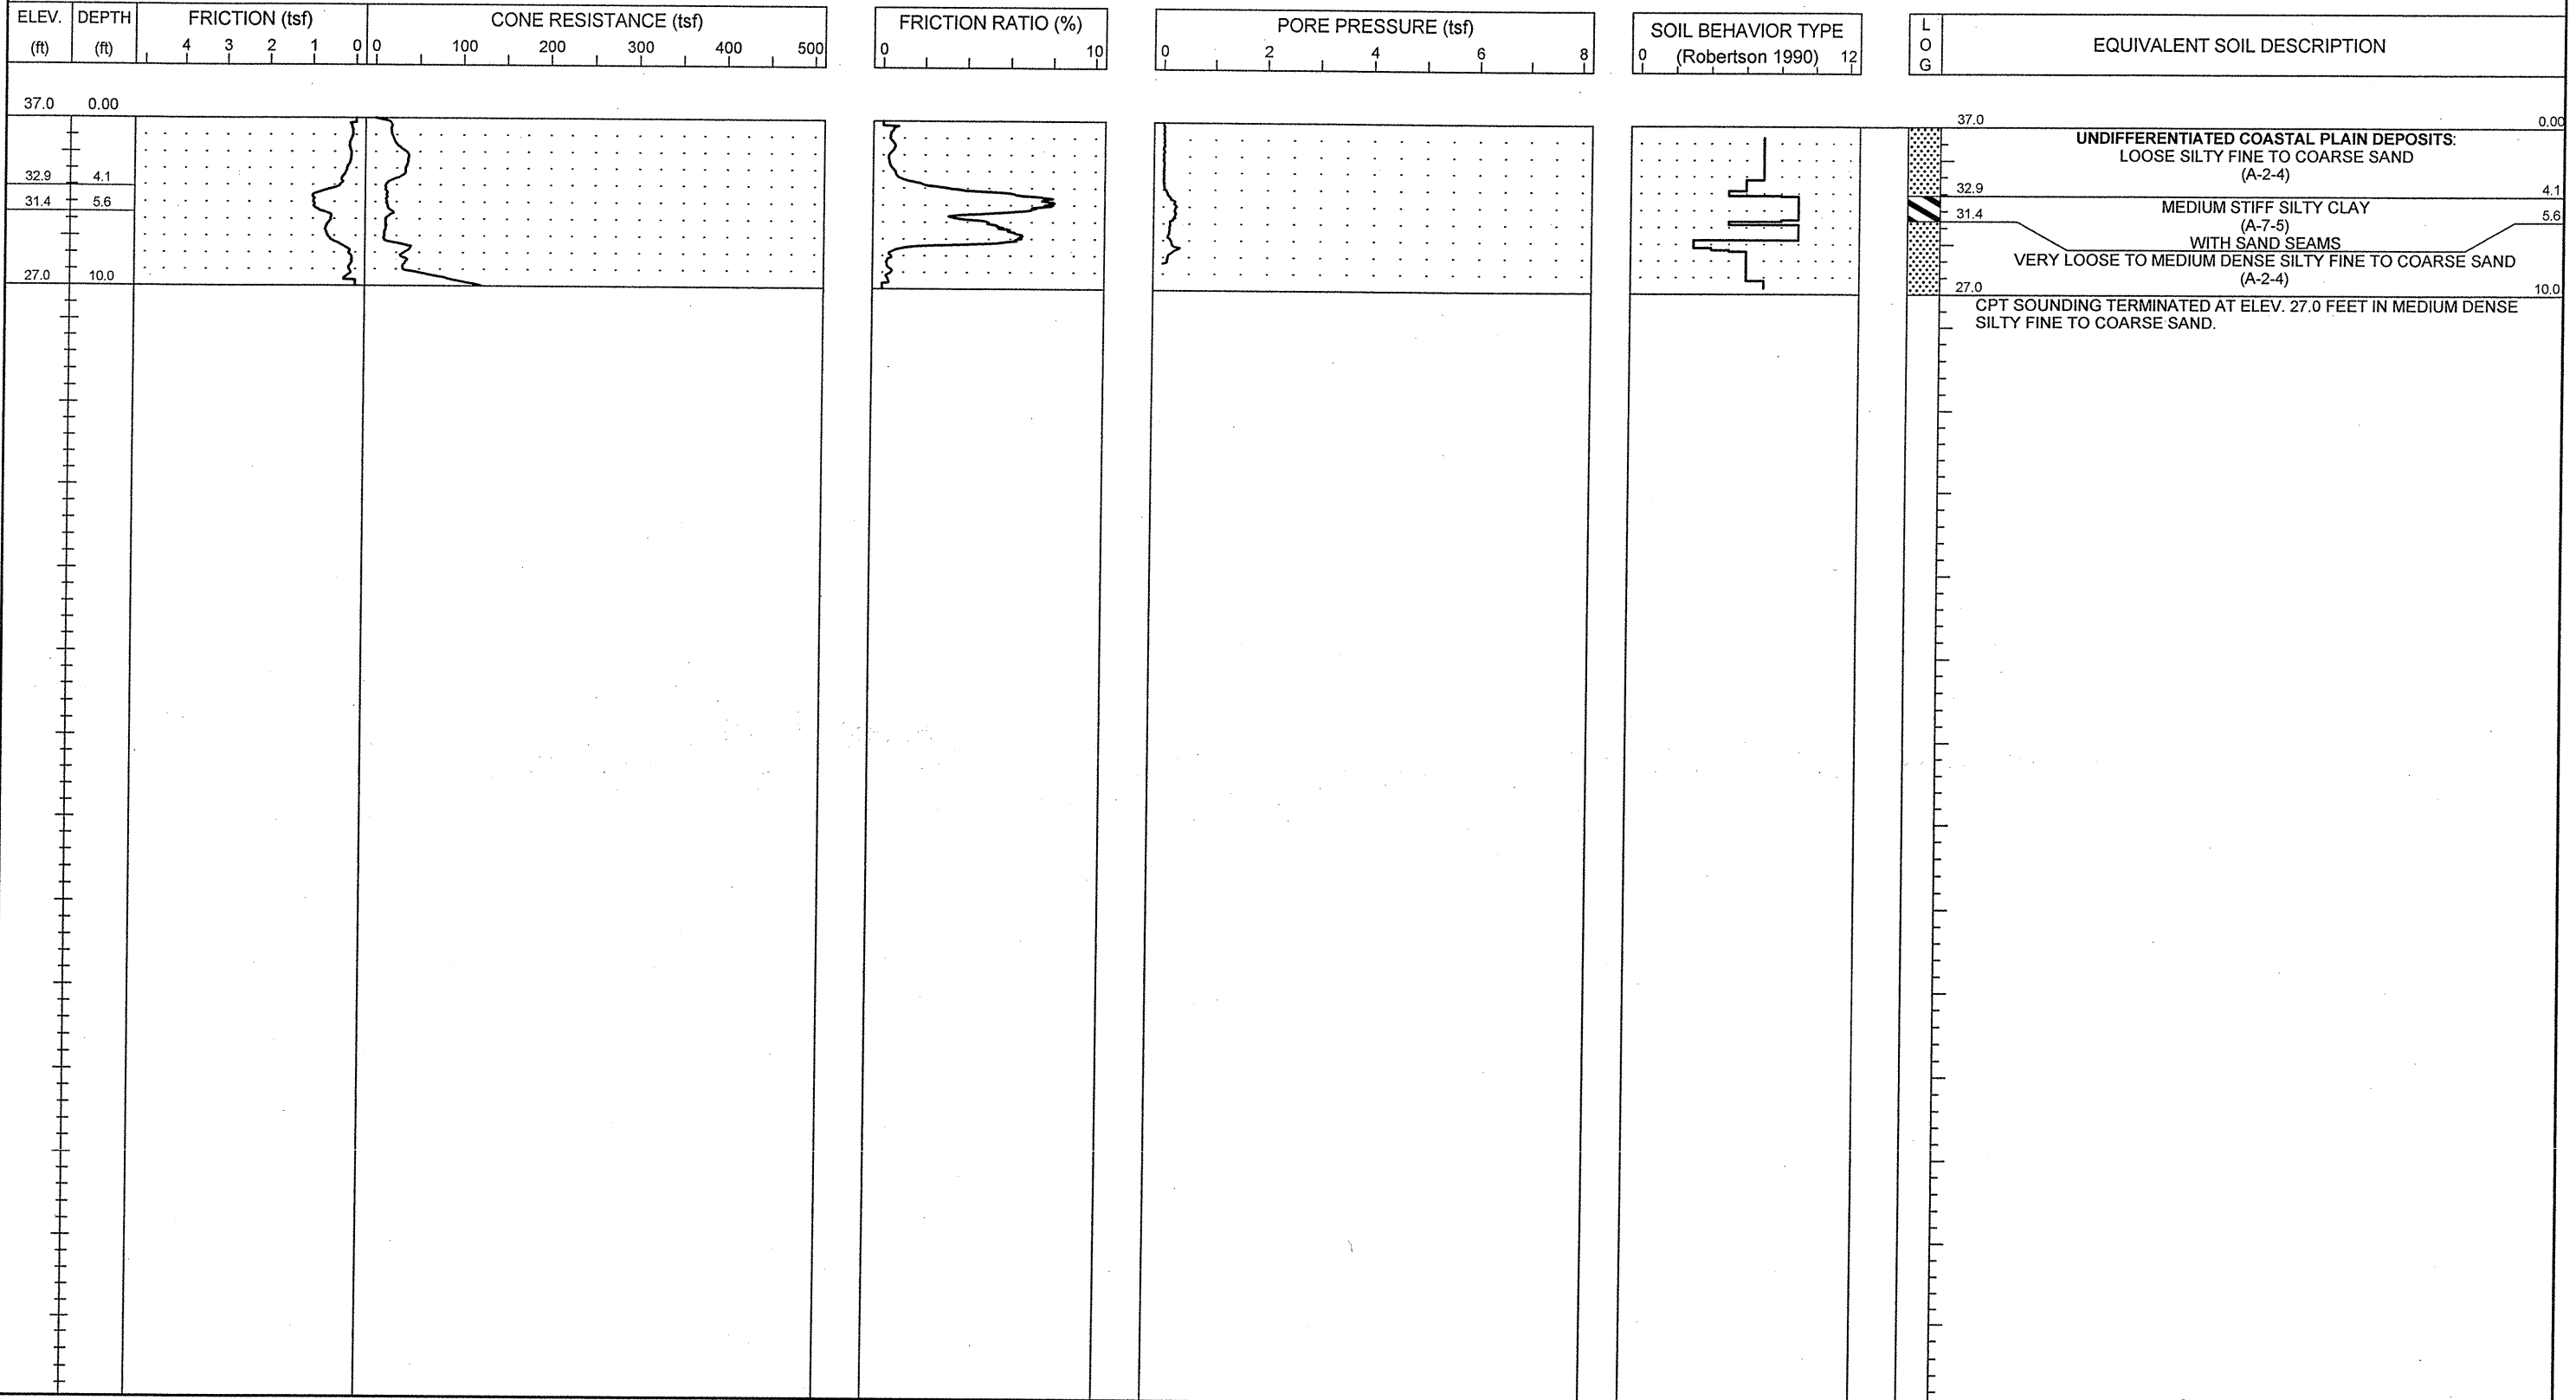 ELEV.
(ft)
DEPTH
(ft)
FRICTION (tsf)
4 3 2 1 0
CONE RESISTANCE (tsf)
0 100 200 300 400 500
FRICTION RATIO (%)
0 10
PORE PRESSURE (tsf)
0 2 4 6 8
SOIL BEHAVIOR TYPE
(Robertson 1990)
0 12
L
O
G
EQUIVALENT SOIL DESCRIPTION
37.0 0.00
32.9 4.1
31.4 5.6
27.0 10.0
37.0 0.00
UNDIFFERENTIATED COASTAL PLAIN DEPOSITS:
LOOSE SILTY FINE TO COARSE SAND
(A-2-4)
32.9 4.1
MEDIUM STIFF SILTY CLAY
31.4 5.6
(A-7-5)
WITH SAND SEAMS
VERY LOOSE TO MEDIUM DENSE SILTY FINE TO COARSE SAND
(A-2-4)
27.0 10.0
CPT SOUNDING TERMINATED AT ELEV. 27.0 FEET IN MEDIUM DENSE
SILTY FINE TO COARSE SAND.